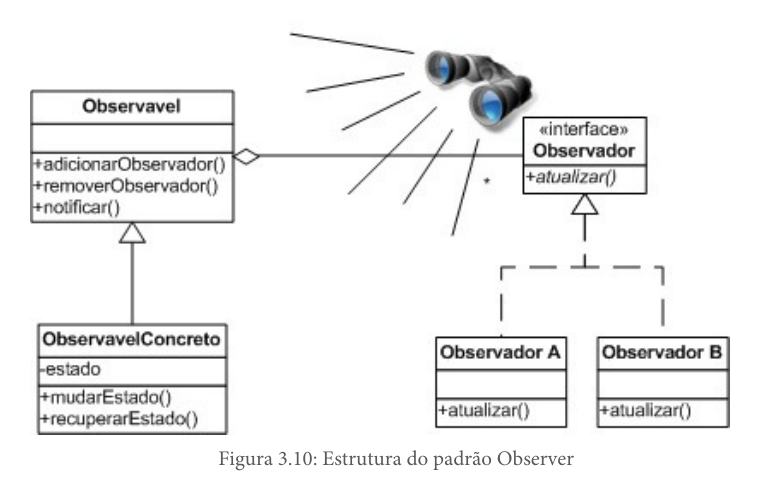 Observavel
+adicionarObservador()
+removerObservador()
+notificar()
«interface»
Observador
+atualizar()
*
ObservavelConcreto
-estado
+mudarEstado()
+recuperarEstado()
Observador A
+atualizar()
Observador B
+atualizar()
Figura 3.10: Estrutura do padrão Observer